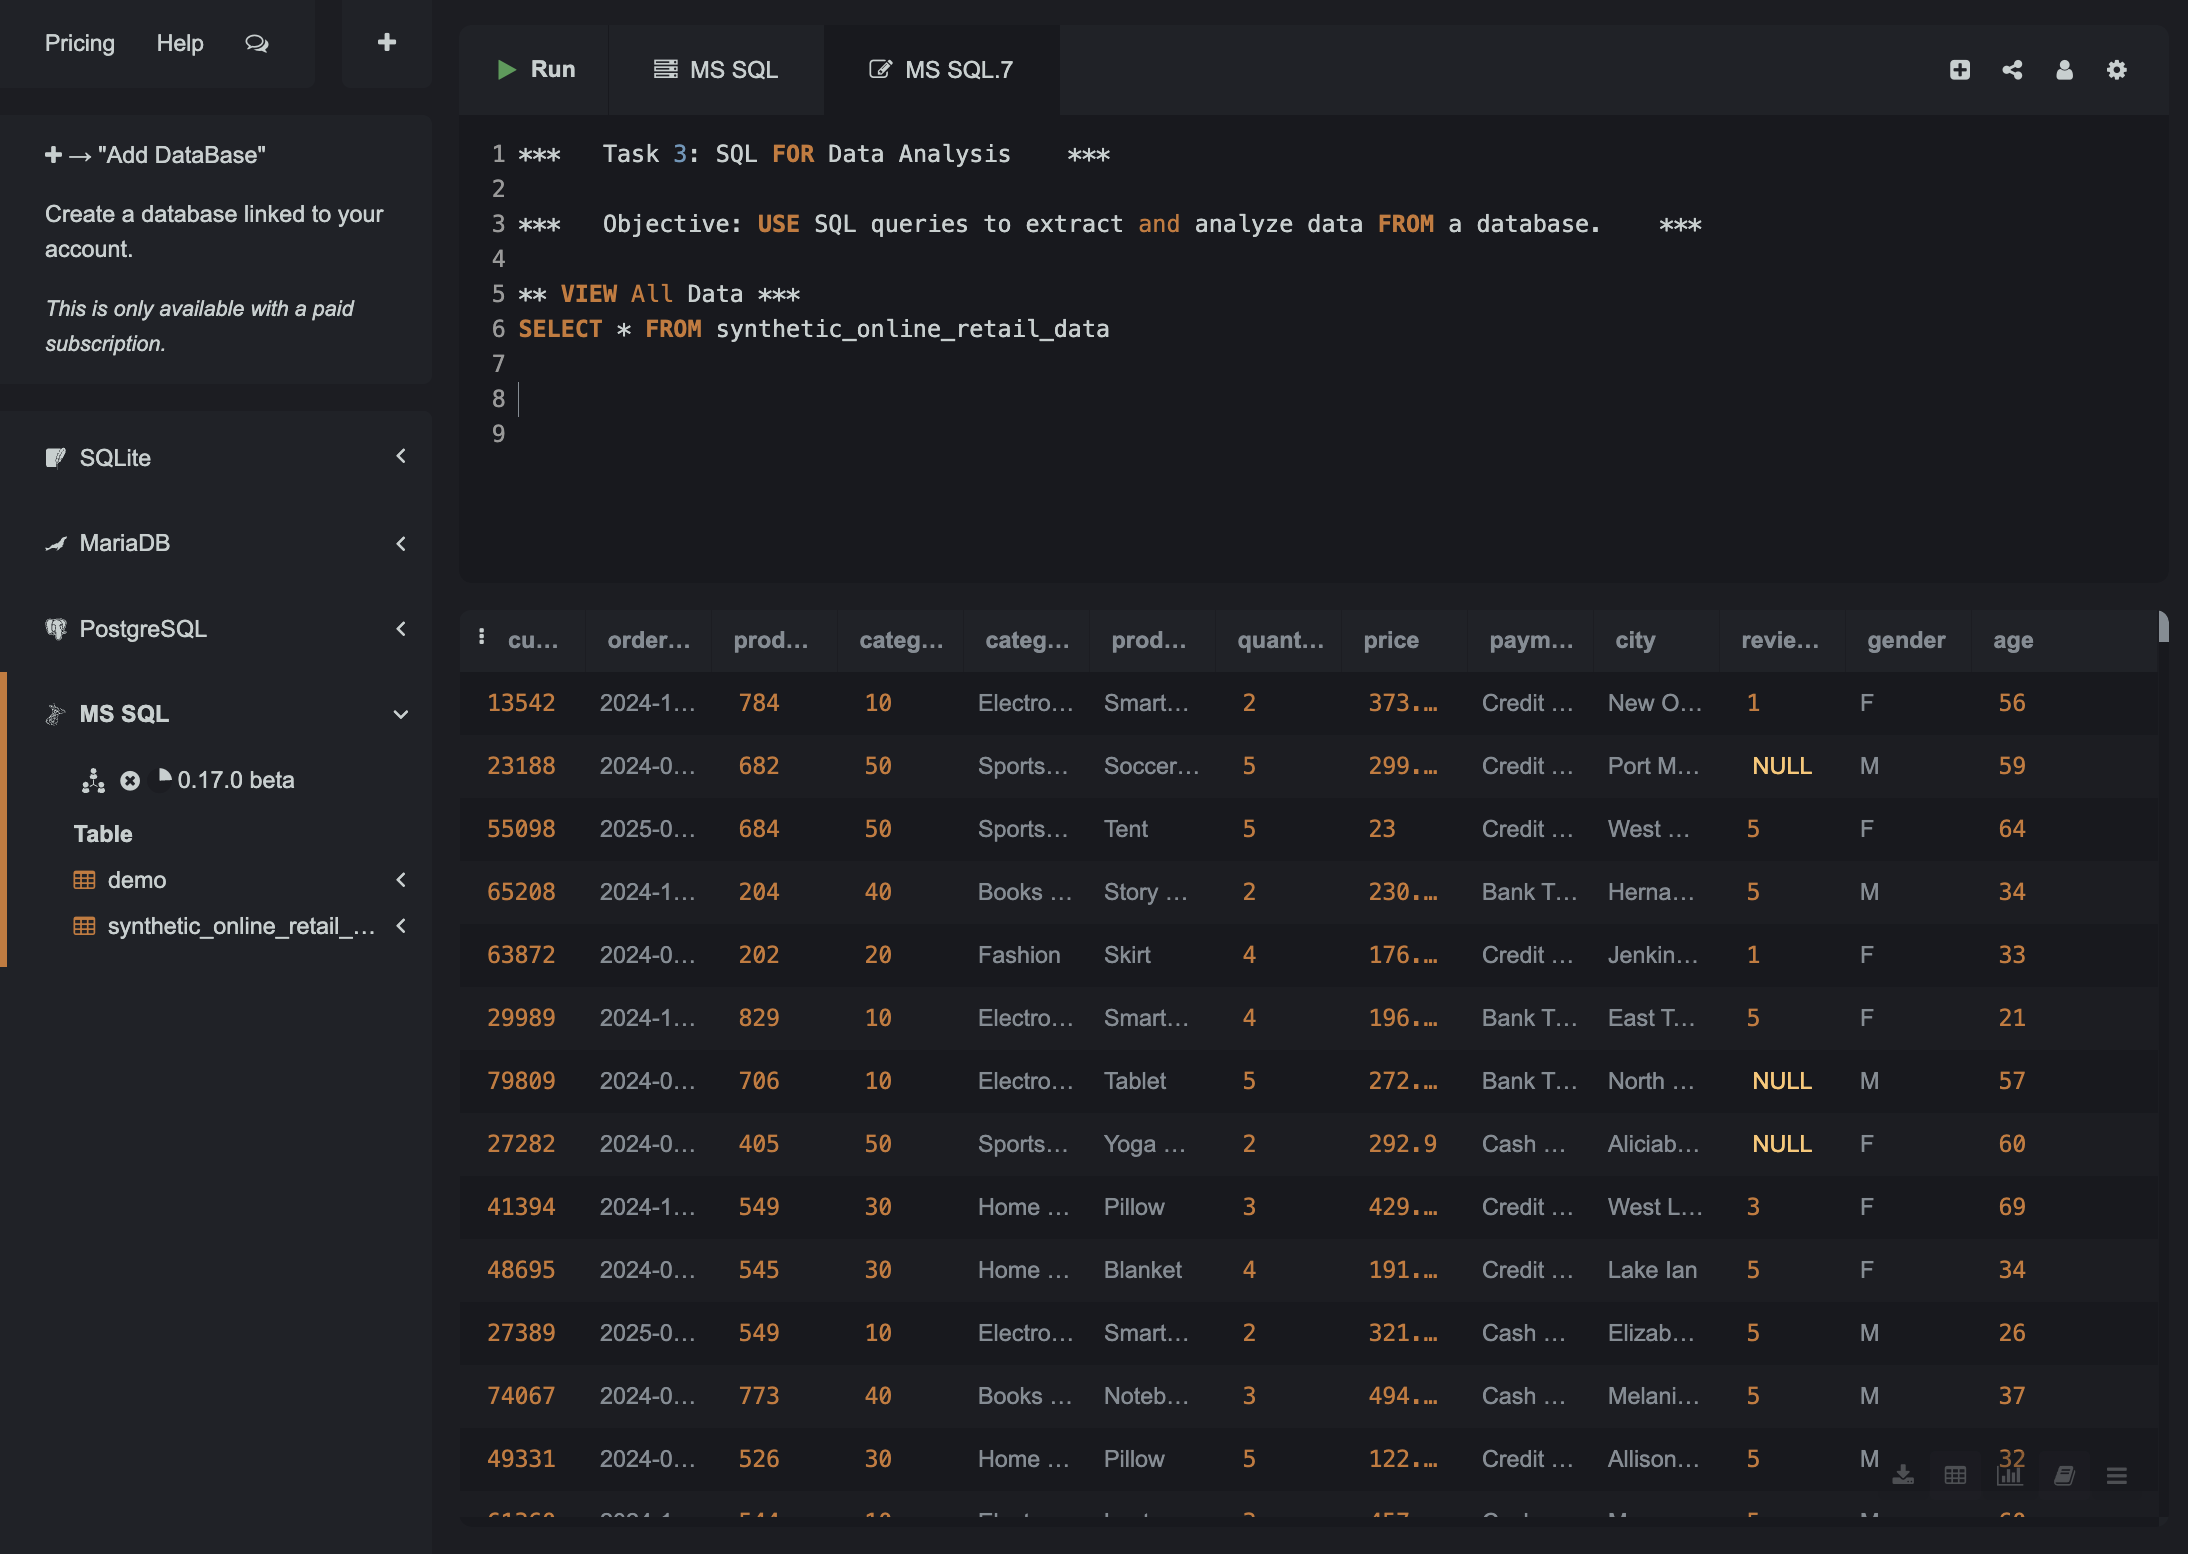 Pricing Help
Run MS SQL MS SQL.7
→ "Add DataBase"
Create a database linked to your
account.
This is only available with a paid
subscription.
SQLite
MariaDB
PostgreSQL
MS SQL
0.17.0 beta
Table
demo
synthetic_online_retail_...
1 *** Task 3: SQL FOR Data Analysis ***
2
3 *** Objective: USE SQL queries to extract and analyze data FROM a database. ***
4
5 ** VIEW All Data ***
6 SELECT * FROM synthetic_online_retail_data
7
8
9
cu... order... prod... categ... categ... prod... quant... price paym... city revie... gender age
13542 2024-1... 784 10 Electro... Smart... 2 373.... Credit ... New O... 1 F 56
23188 2024-0... 682 50 Sports... Soccer... 5 299.... Credit ... Port M... NULL M 59
55098 2025-0... 684 50 Sports... Tent 5 23 Credit ... West ... 5 F 64
65208 2024-1... 204 40 Books ... Story ... 2 230.... Bank T... Herna... 5 M 34
63872 2024-0... 202 20 Fashion Skirt 4 176.... Credit ... Jenkin... 1 F 33
29989 2024-1... 829 10 Electro... Smart... 4 196.... Bank T... East T... 5 F 21
79809 2024-0... 706 10 Electro... Tablet 5 272.... Bank T... North ... NULL M 57
27282 2024-0... 405 50 Sports... Yoga ... 2 292.9 Cash ... Aliciab... NULL F 60
41394 2024-1... 549 30 Home ... Pillow 3 429.... Credit ... West L... 3 F 69
48695 2024-0... 545 30 Home ... Blanket 4 191.... Credit ... Lake Ian 5 F 34
27389 2025-0... 549 10 Electro... Smart... 2 321.... Cash ... Elizab... 5 M 26
74067 2024-0... 773 40 Books ... Noteb... 3 494.... Cash ... Melani... 5 M 37
49331 2024-0... 526 30 Home ... Pillow 5 122.... Credit ... Allison... 5 M 32